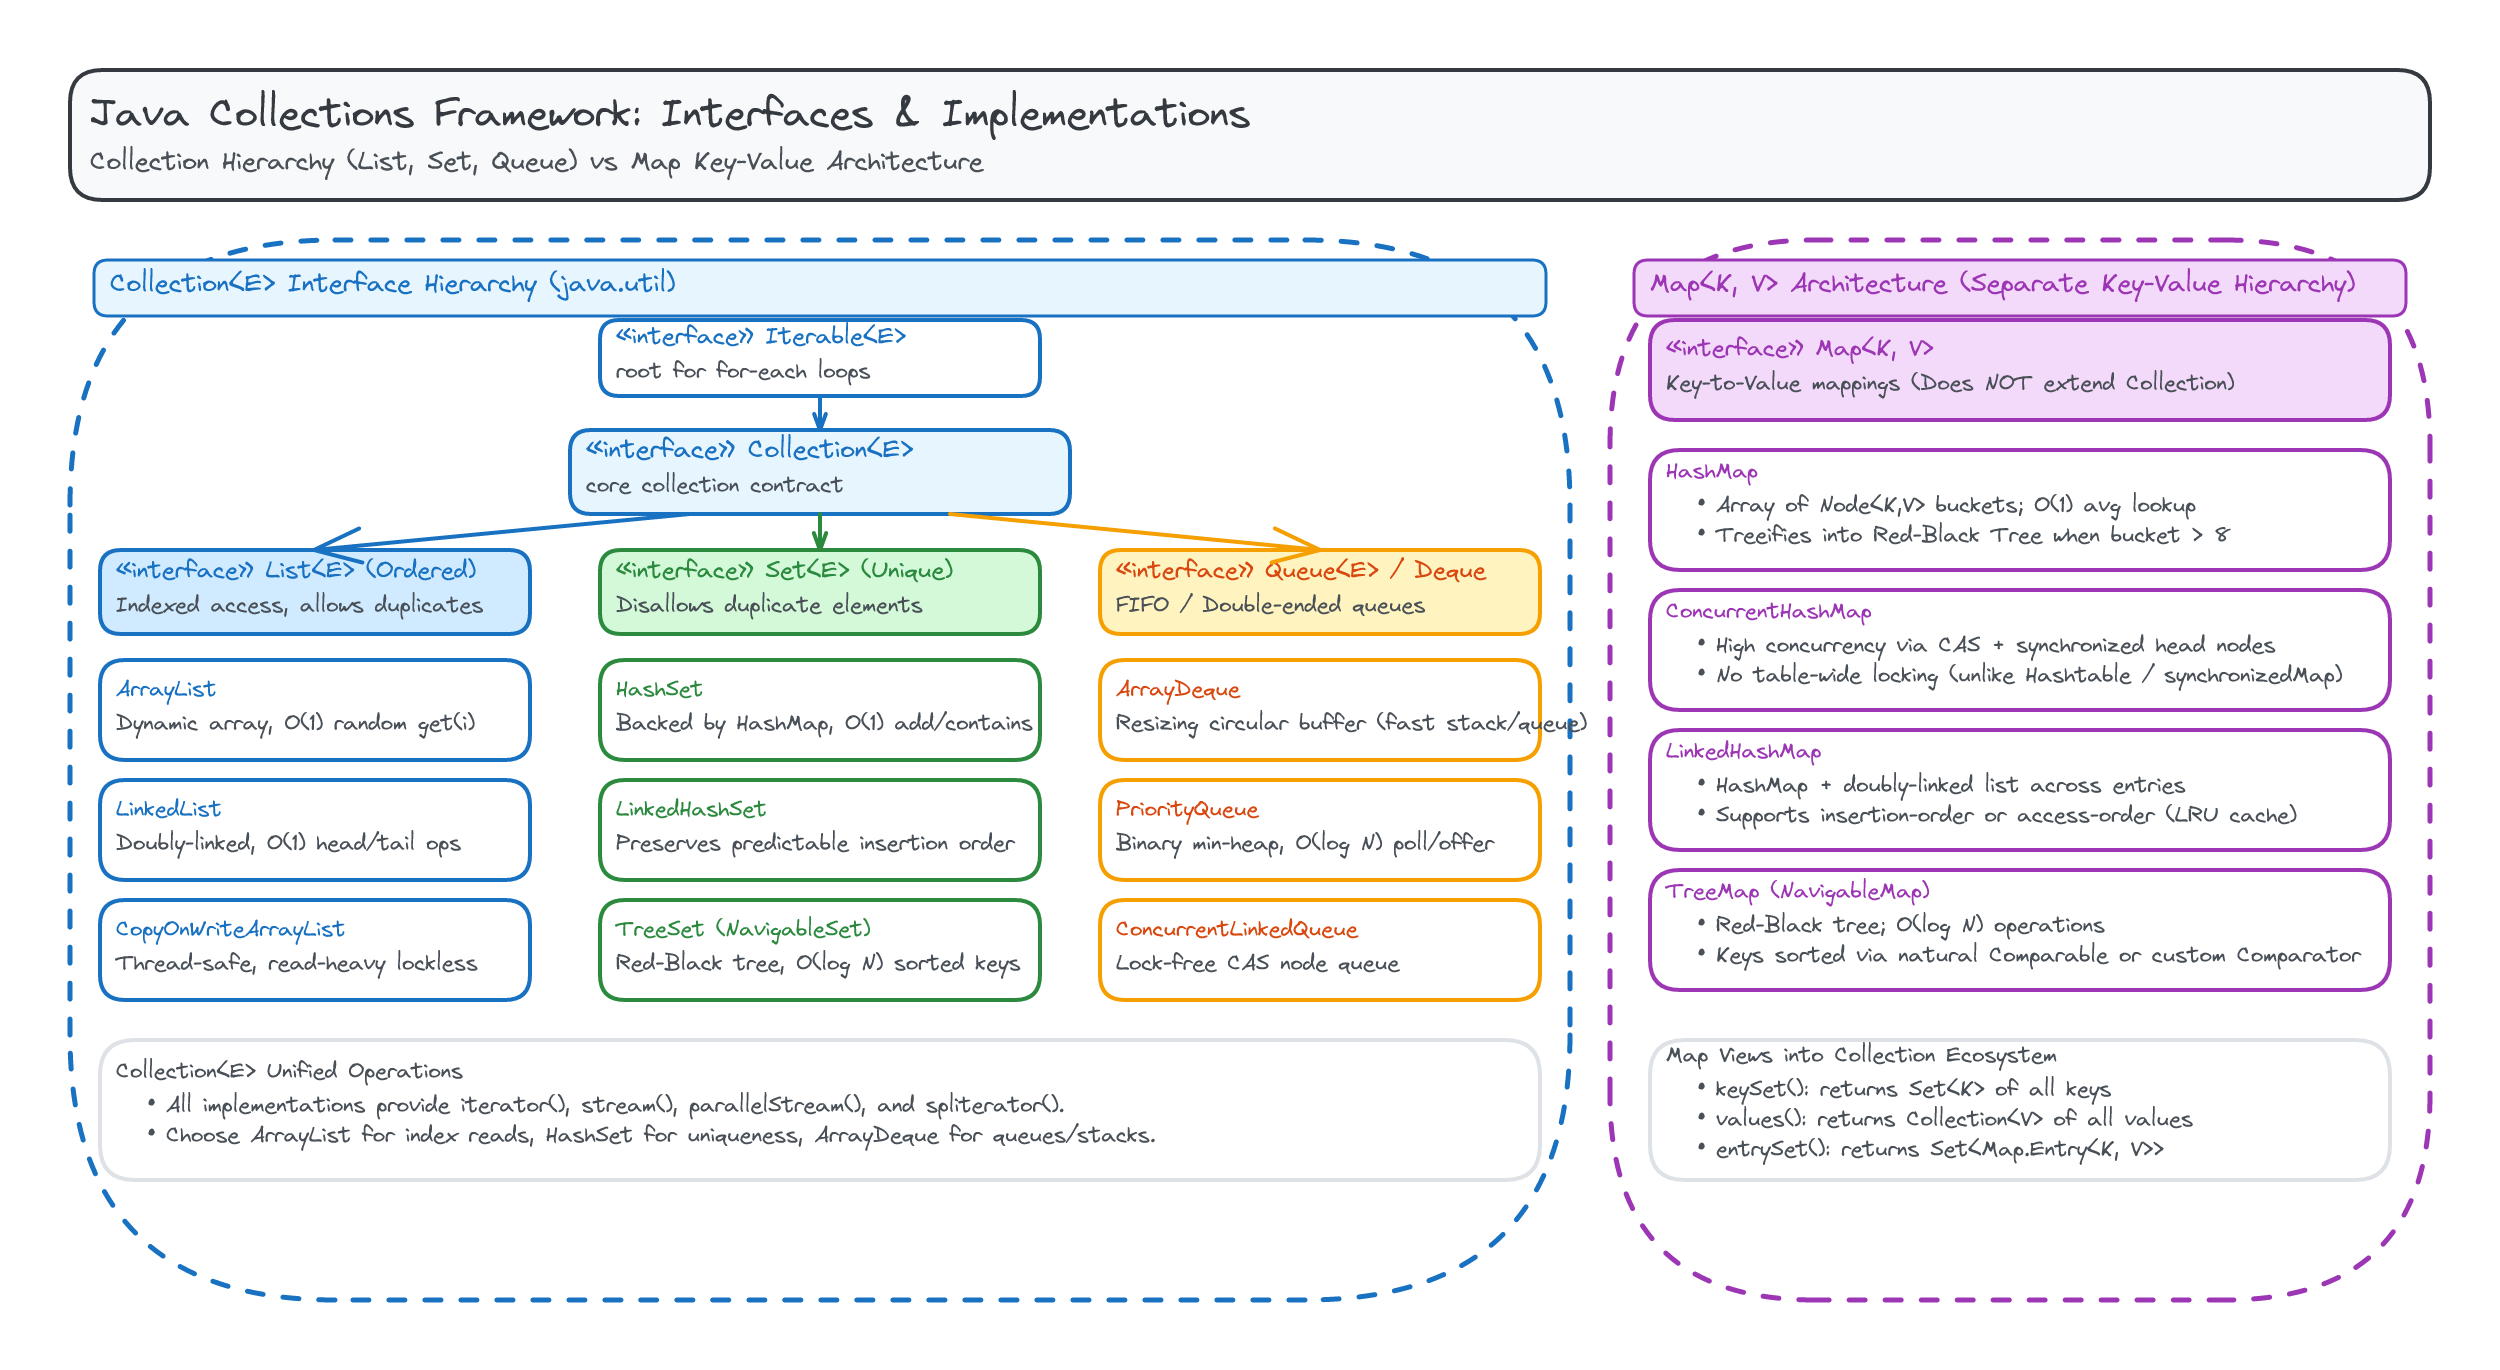 Java Collections Framework: Interfaces & Implementations
Collection Hierarchy (List, Set, Queue) vs Map Key-Value Architecture
Collection<E> Interface Hierarchy (java.util)
«interface» Iterable<E>
root for for-each loops
«interface» Collection<E>
core collection contract
«interface» List<E> (Ordered)
Indexed access, allows duplicates
«interface» Set<E> (Unique)
Disallows duplicate elements
«interface» Queue<E> / Deque
FIFO / Double-ended queues
ArrayList
Dynamic array, O(1) random get(i)
HashSet
Backed by HashMap, O(1) add/contains
ArrayDeque
Resizing circular buffer (fast stack/queue)
LinkedList
Doubly-linked, O(1) head/tail ops
LinkedHashSet
Preserves predictable insertion order
PriorityQueue
Binary min-heap, O(log N) poll/offer
CopyOnWriteArrayList
Thread-safe, read-heavy lockless
TreeSet (NavigableSet)
Red-Black tree, O(log N) sorted keys
ConcurrentLinkedQueue
Lock-free CAS node queue
Collection<E> Unified Operations
• All implementations provide iterator(), stream(), parallelStream(), and spliterator().
• Choose ArrayList for index reads, HashSet for uniqueness, ArrayDeque for queues/stacks.
Map<K, V> Architecture (Separate Key-Value Hierarchy)
«interface» Map<K, V>
Key-to-Value mappings (Does NOT extend Collection)
HashMap
• Array of Node<K,V> buckets; O(1) avg lookup
• Treeifies into Red-Black Tree when bucket > 8
ConcurrentHashMap
• High concurrency via CAS + synchronized head nodes
• No table-wide locking (unlike Hashtable / synchronizedMap)
LinkedHashMap
• HashMap + doubly-linked list across entries
• Supports insertion-order or access-order (LRU cache)
TreeMap (NavigableMap)
• Red-Black tree; O(log N) operations
• Keys sorted via natural Comparable or custom Comparator
Map Views into Collection Ecosystem
• keySet(): returns Set<K> of all keys
• values(): returns Collection<V> of all values
• entrySet(): returns Set<Map.Entry<K, V>>